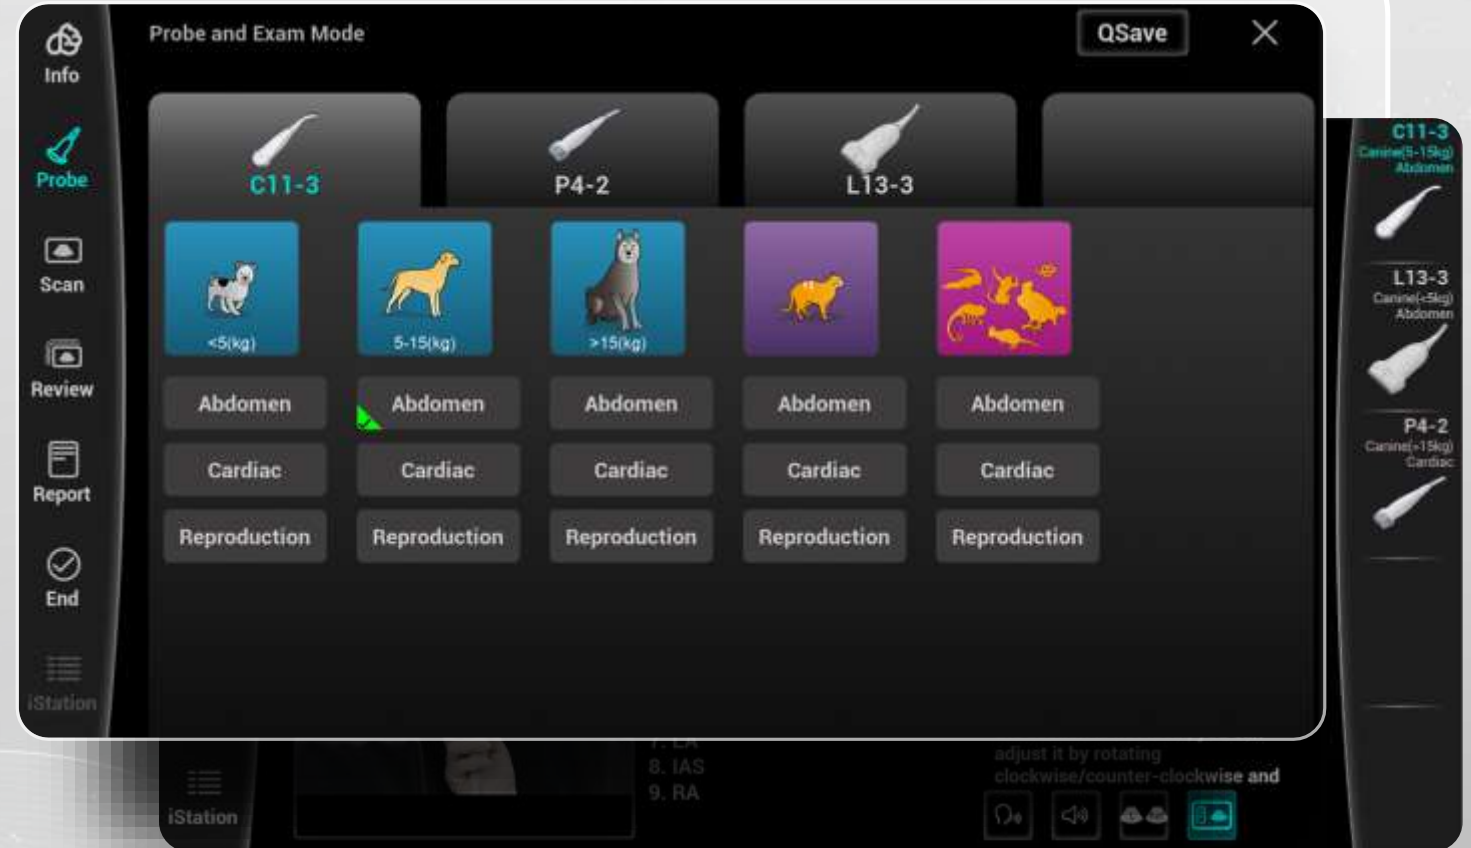 Info
Probe and Exam Mode
QSave
Probe
C11-3
P4-2
L13-3
Scan
<5(kg)
5-15(kg)
>15(kg)
Review
Abdomen
Abdomen
Abdomen
Abdomen
Abdomen
Cardiac
Cardiac
Cardiac
Cardiac
Cardiac
Report
Reproduction
Reproduction
Reproduction
Reproduction
Reproduction
End
iStation
C11-3
Canine(5-15kg)
Abdomen
L13-3
Canine(<5kg)
Abdomen
P4-2
Canine(>15kg)
Cardiac
8. IAS
9. RA
adjust it by rotating
clockwise/counter-clockwise and
iStation